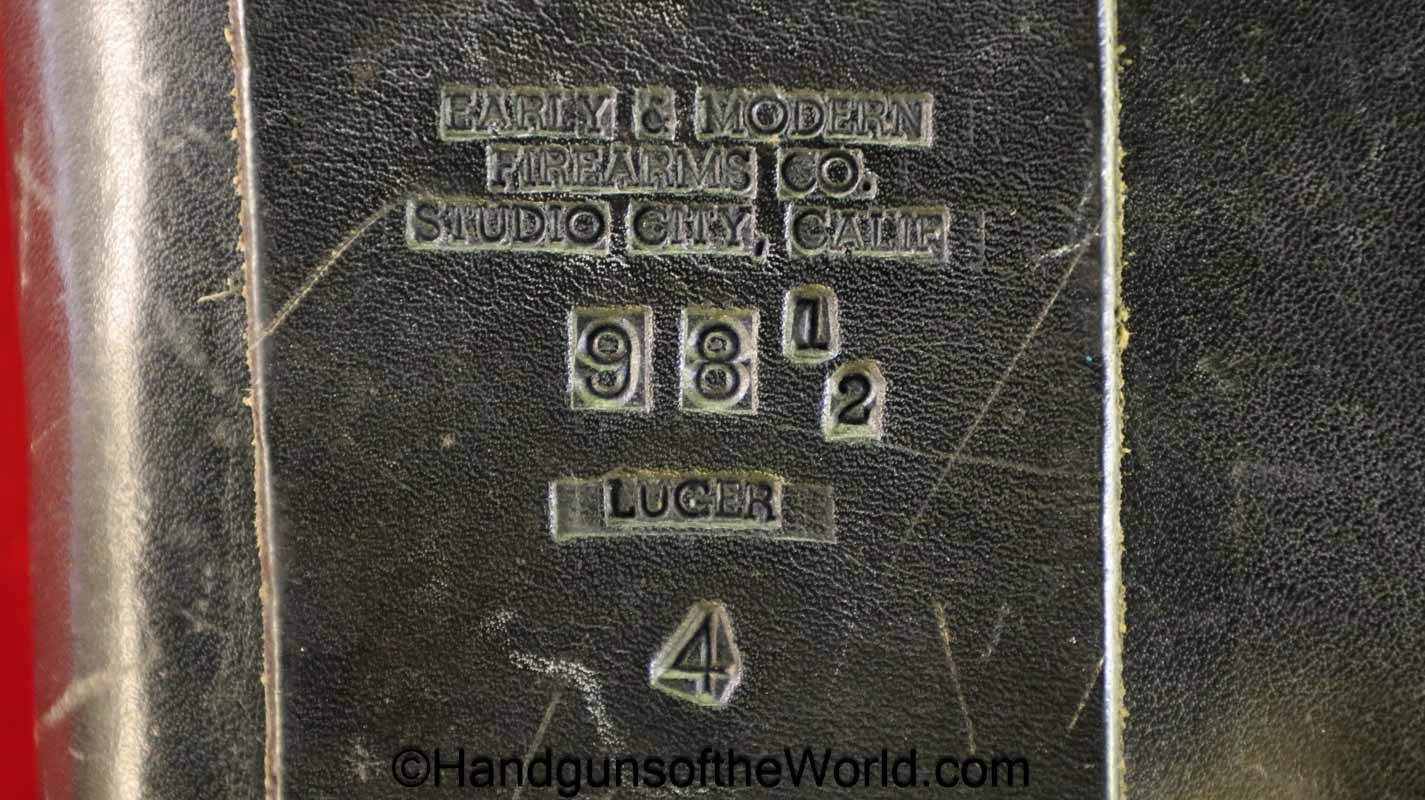 EARLY & MODERN
FIREARMS CO.
STUDIO CITY, CALIF.
98 1/2
LUGER
4
©HandgunsoftheWorld.com